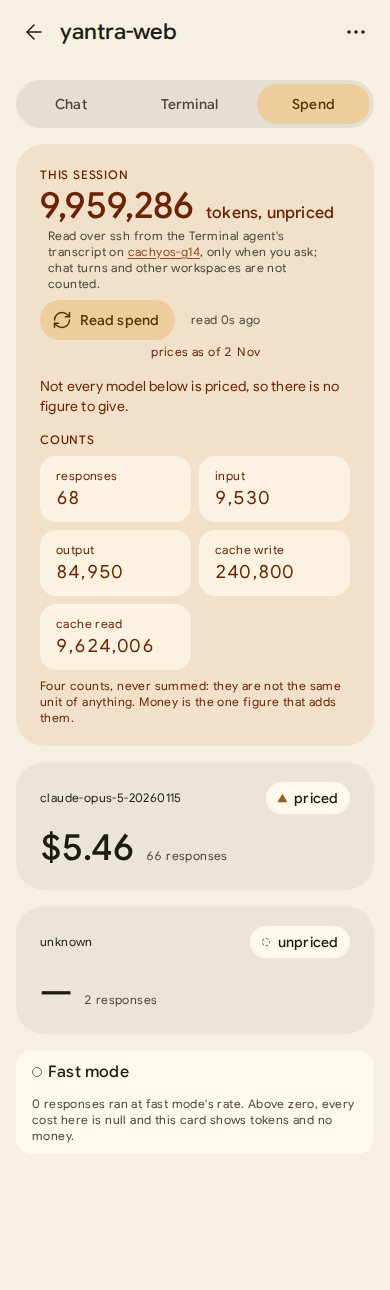 yantra-web
Chat
Terminal
Spend
THIS SESSION
9,959,286 tokens, unpriced
Read over ssh from the Terminal agent's
transcript on cachyos-g14, only when you ask;
chat turns and other workspaces are not
counted.
Read spend
read 0s ago
prices as of 2 Nov
Not every model below is priced, so there is no
figure to give.
COUNTS
responses
68
input
9,530
output
84,950
cache write
240,800
cache read
9,624,006
Four counts, never summed: they are not the same
unit of anything. Money is the one figure that adds
them.
claude-opus-5-20260115
priced
$5.46 66 responses
unknown
unpriced
— 2 responses
Fast mode
0 responses ran at fast mode's rate. Above zero, every
cost here is null and this card shows tokens and no
money.